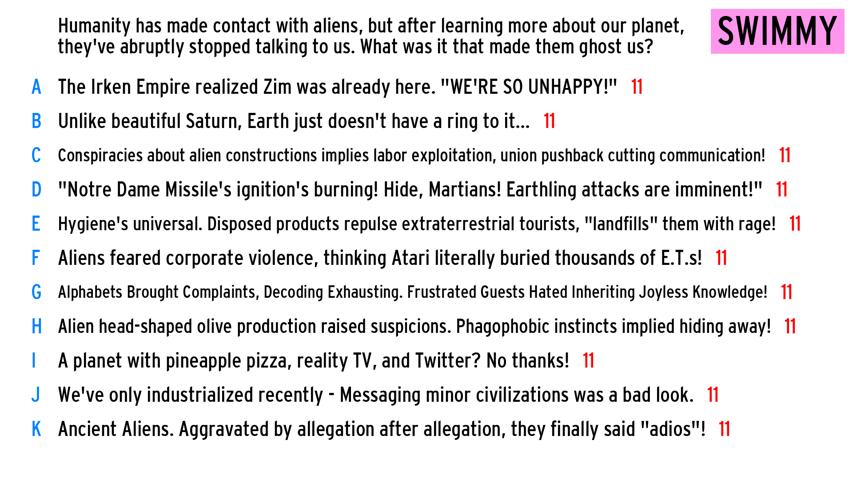 Humanity has made contact with aliens, but after learning more about our planet,
they've abruptly stopped talking to us. What was it that made them ghost us?
SWIMMY
A The Irken Empire realized Zim was already here. "WE'RE SO UNHAPPY!" 11
B Unlike beautiful Saturn, Earth just doesn't have a ring to it... 11
C Conspiracies about alien constructions implies labor exploitation, union pushback cutting communication! 11
D "Notre Dame Missile's ignition's burning! Hide, Martians! Earthling attacks are imminent!" 11
E Hygiene's universal. Disposed products repulse extraterrestrial tourists, "landfills" them with rage! 11
F Aliens feared corporate violence, thinking Atari literally buried thousands of E.T.s! 11
G Alphabets Brought Complaints, Decoding Exhausting. Frustrated Guests Hated Inheriting Joyless Knowledge! 11
H Alien head-shaped olive production raised suspicions. Phagophobic instincts implied hiding away! 11
I A planet with pineapple pizza, reality TV, and Twitter? No thanks! 11
J We've only industrialized recently - Messaging minor civilizations was a bad look. 11
K Ancient Aliens. Aggravated by allegation after allegation, they finally said "adios"! 11